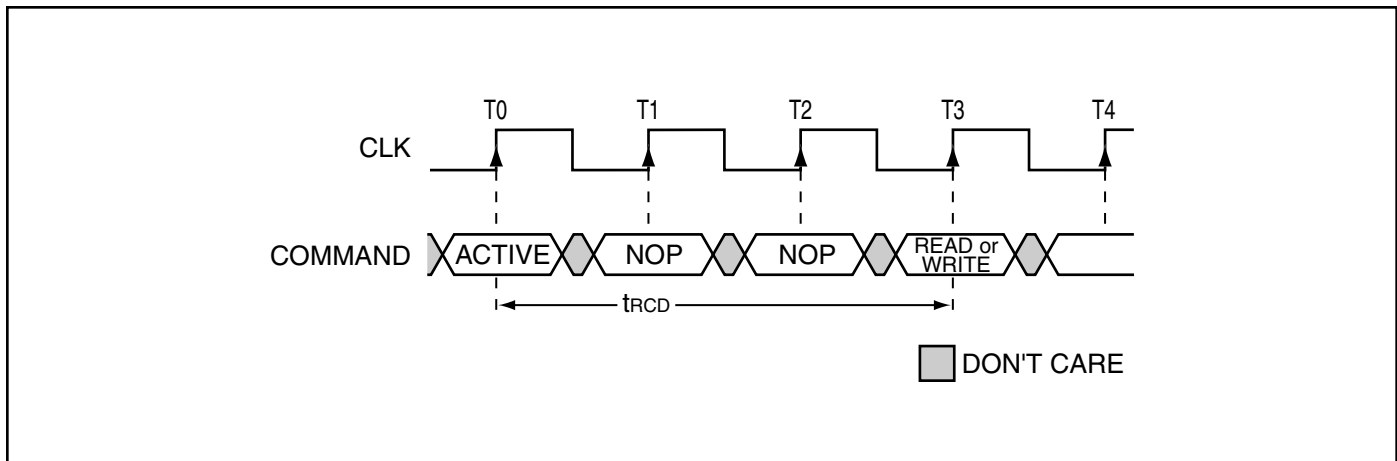 T0 T1 T2 T3 T4
CLK
COMMAND ACTIVE NOP NOP READ or
WRITE
tRCD
DON'T CARE